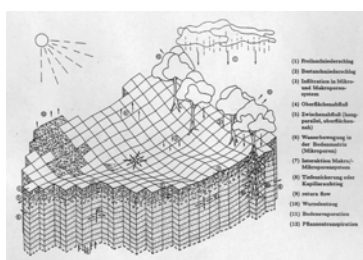 (1) Freilandniederschlag
(2) Bestandsniederschlag
(3) Infiltration in Mikro-
und Makroporen-
system
(4) Oberflächenabfluß
(5) Zwischenabfluß (hang-
parallel, oberflächen-
nah)
(6) Wasserbewegung in
der Bodenmatrix
(Mikroporen)
(7) Interaktion Makro-/
Mikroporensystem
(8) Tiefensickerung oder
Kapillaraufstieg
(9) return flow
(10) Wurzelentzug
(11) Bodenevaporation
(12) Pflanzentranspiration